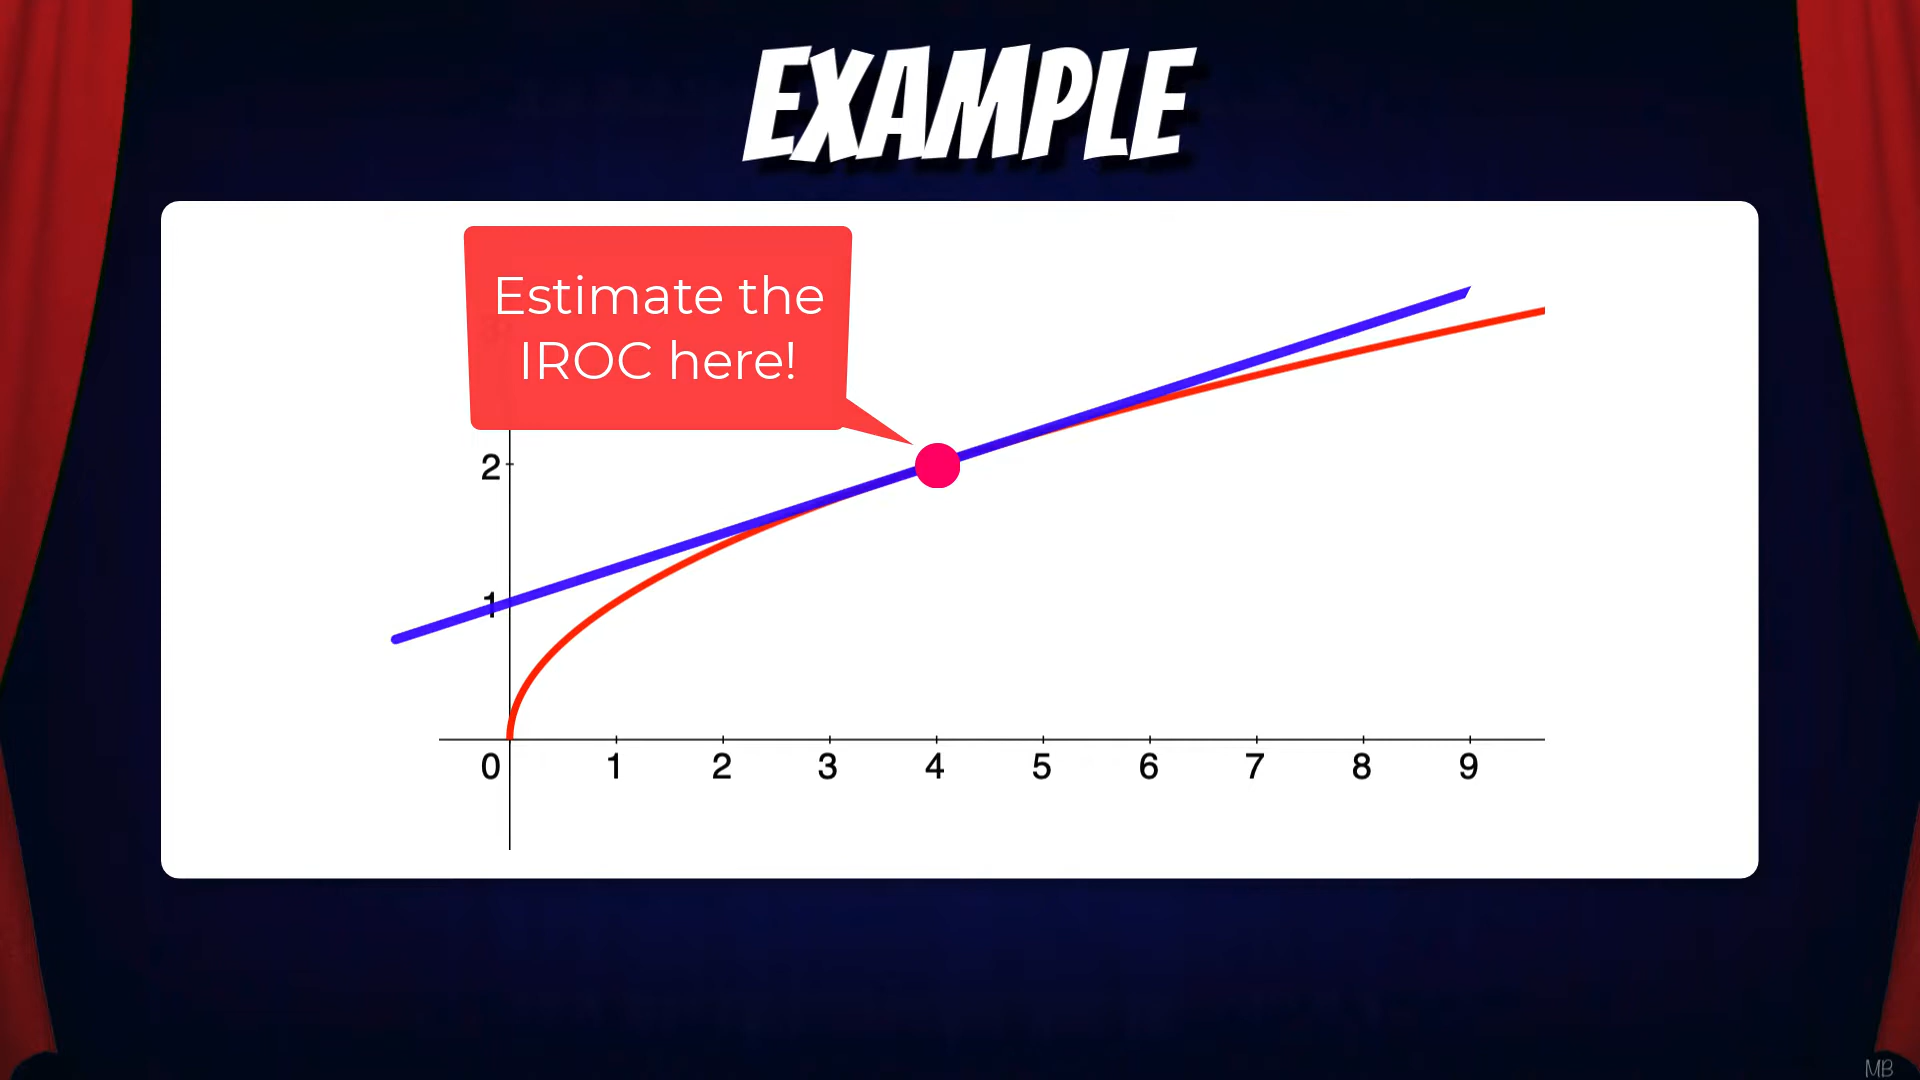 EXAMPLE
Estimate the
IROC here!
2
1
0 1 2 3 4 5 6 7 8 9
MB